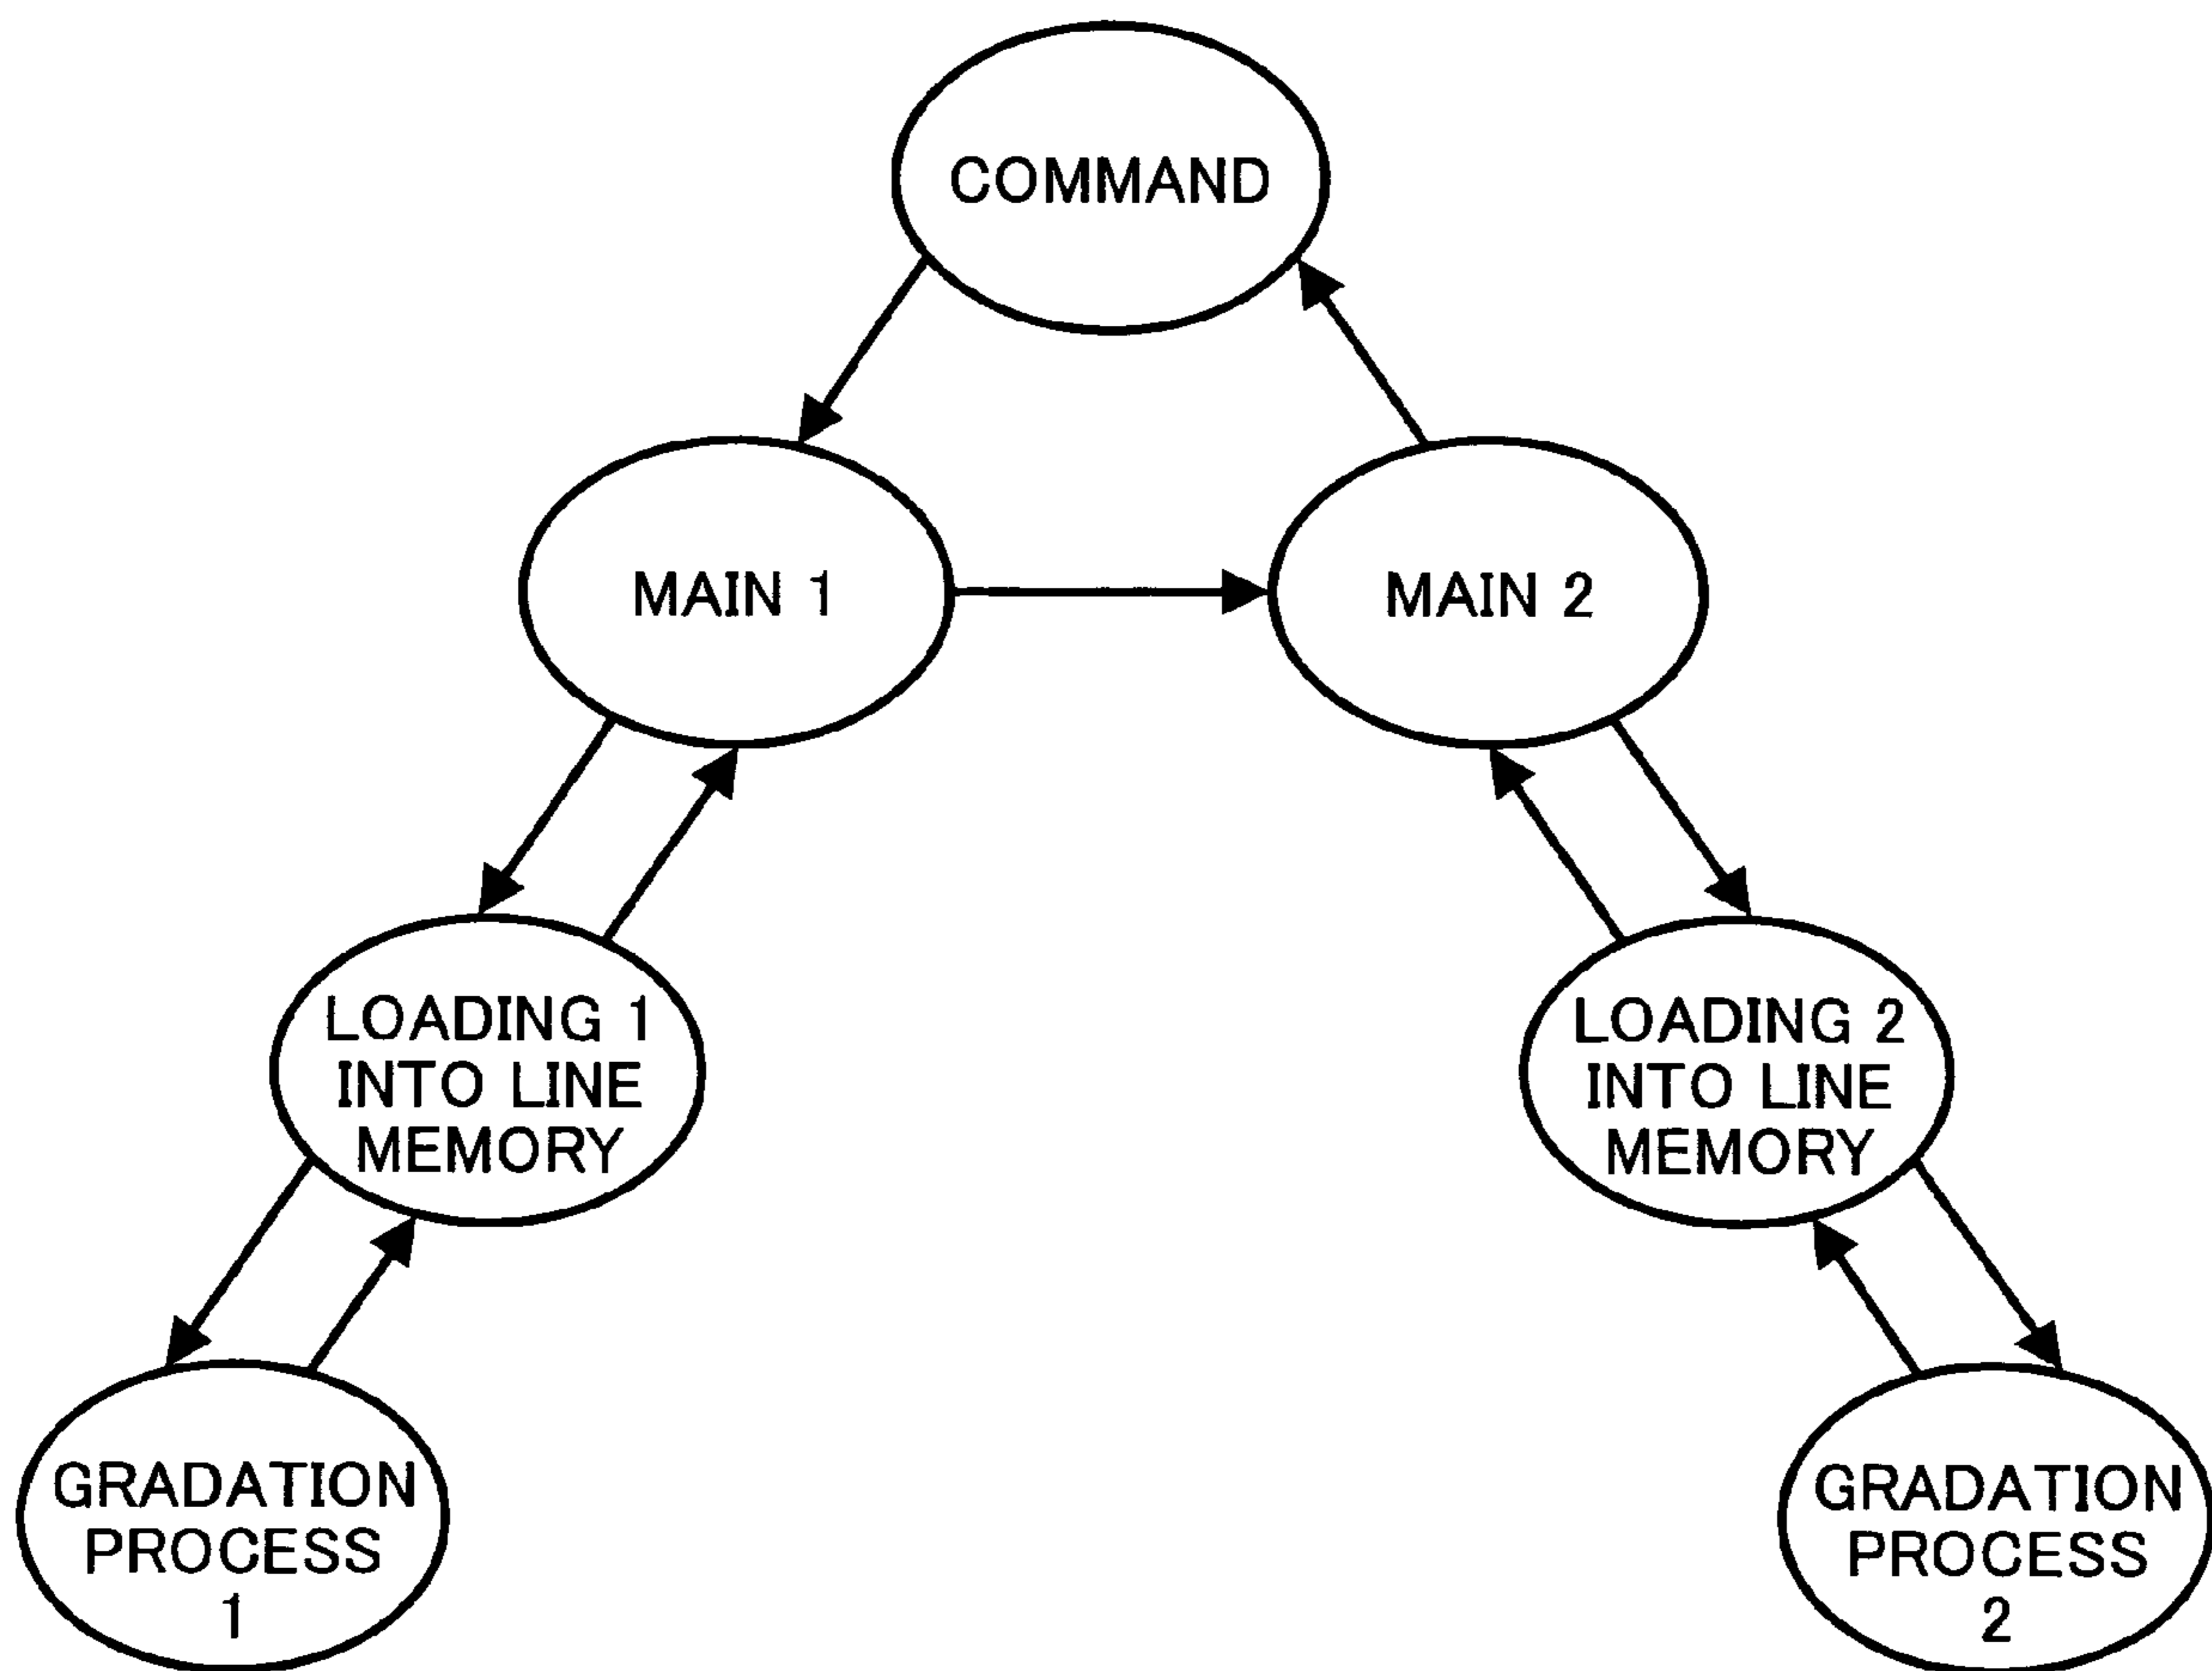 COMMAND
MAIN 1
MAIN 2
LOADING 1
INTO LINE
MEMORY
LOADING 2
INTO LINE
MEMORY
GRADATION
PROCESS
1
GRADATION
PROCESS
2